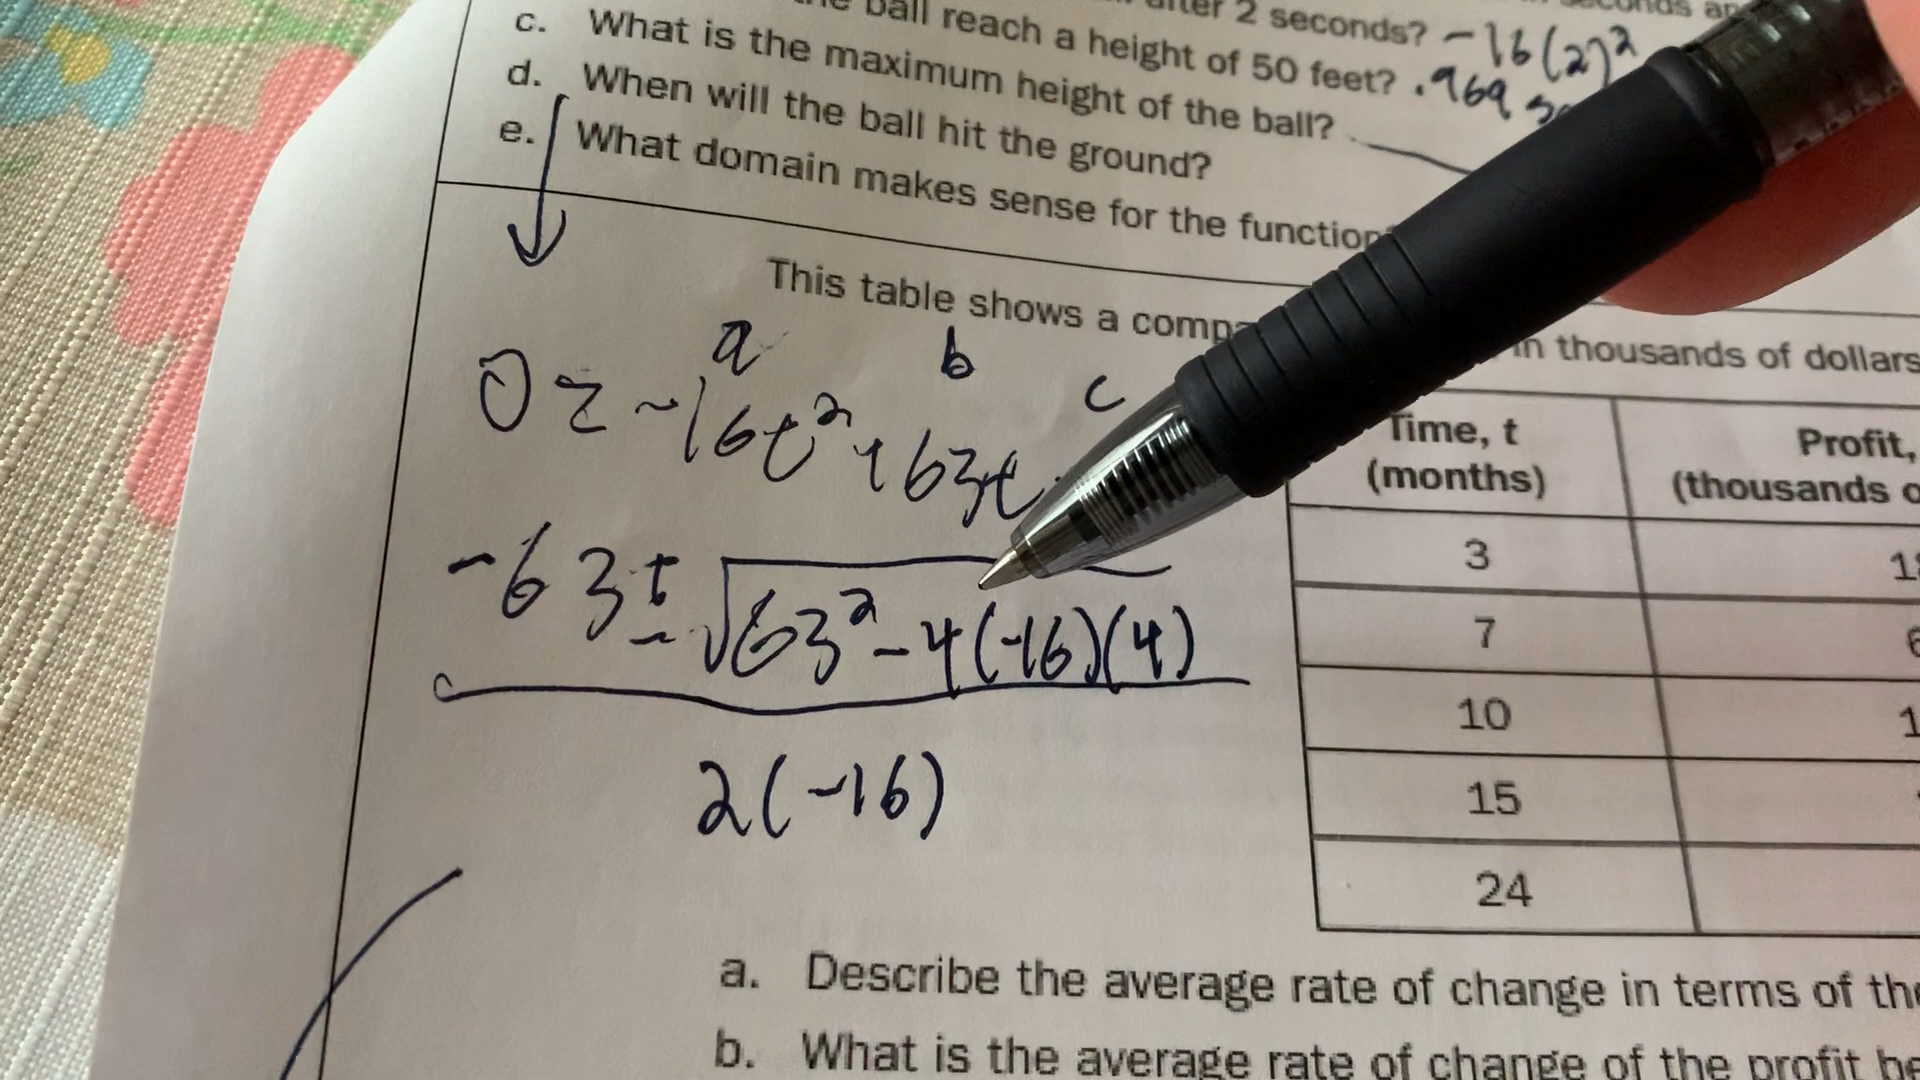 ball reach a height of 50 feet? .969
after 2 seconds? -16(2)²
c. What is the maximum height of the ball?
d. When will the ball hit the ground?
e. What domain makes sense for the function
This table shows a
in thousands of dollars
a b c
0 = -16t² + 63t
-63 ± √63² - 4(-16)(4)
2(-16)
Time, t (months) Profit, (thousands
3
7
10
15
24
a. Describe the average rate of change in terms of
b. What is the average rate of change of the profit